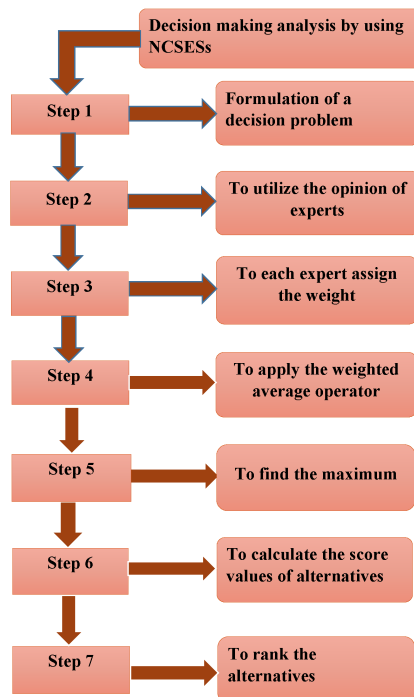 Decision making analysis by using
NCSESs
Step 1
Formulation of a
decision problem
Step 2
To utilize the opinion of
experts
Step 3
To each expert assign
the weight
Step 4
To apply the weighted
average operator
Step 5
To find the maximum
Step 6
To calculate the score
values of alternatives
Step 7
To rank the
alternatives